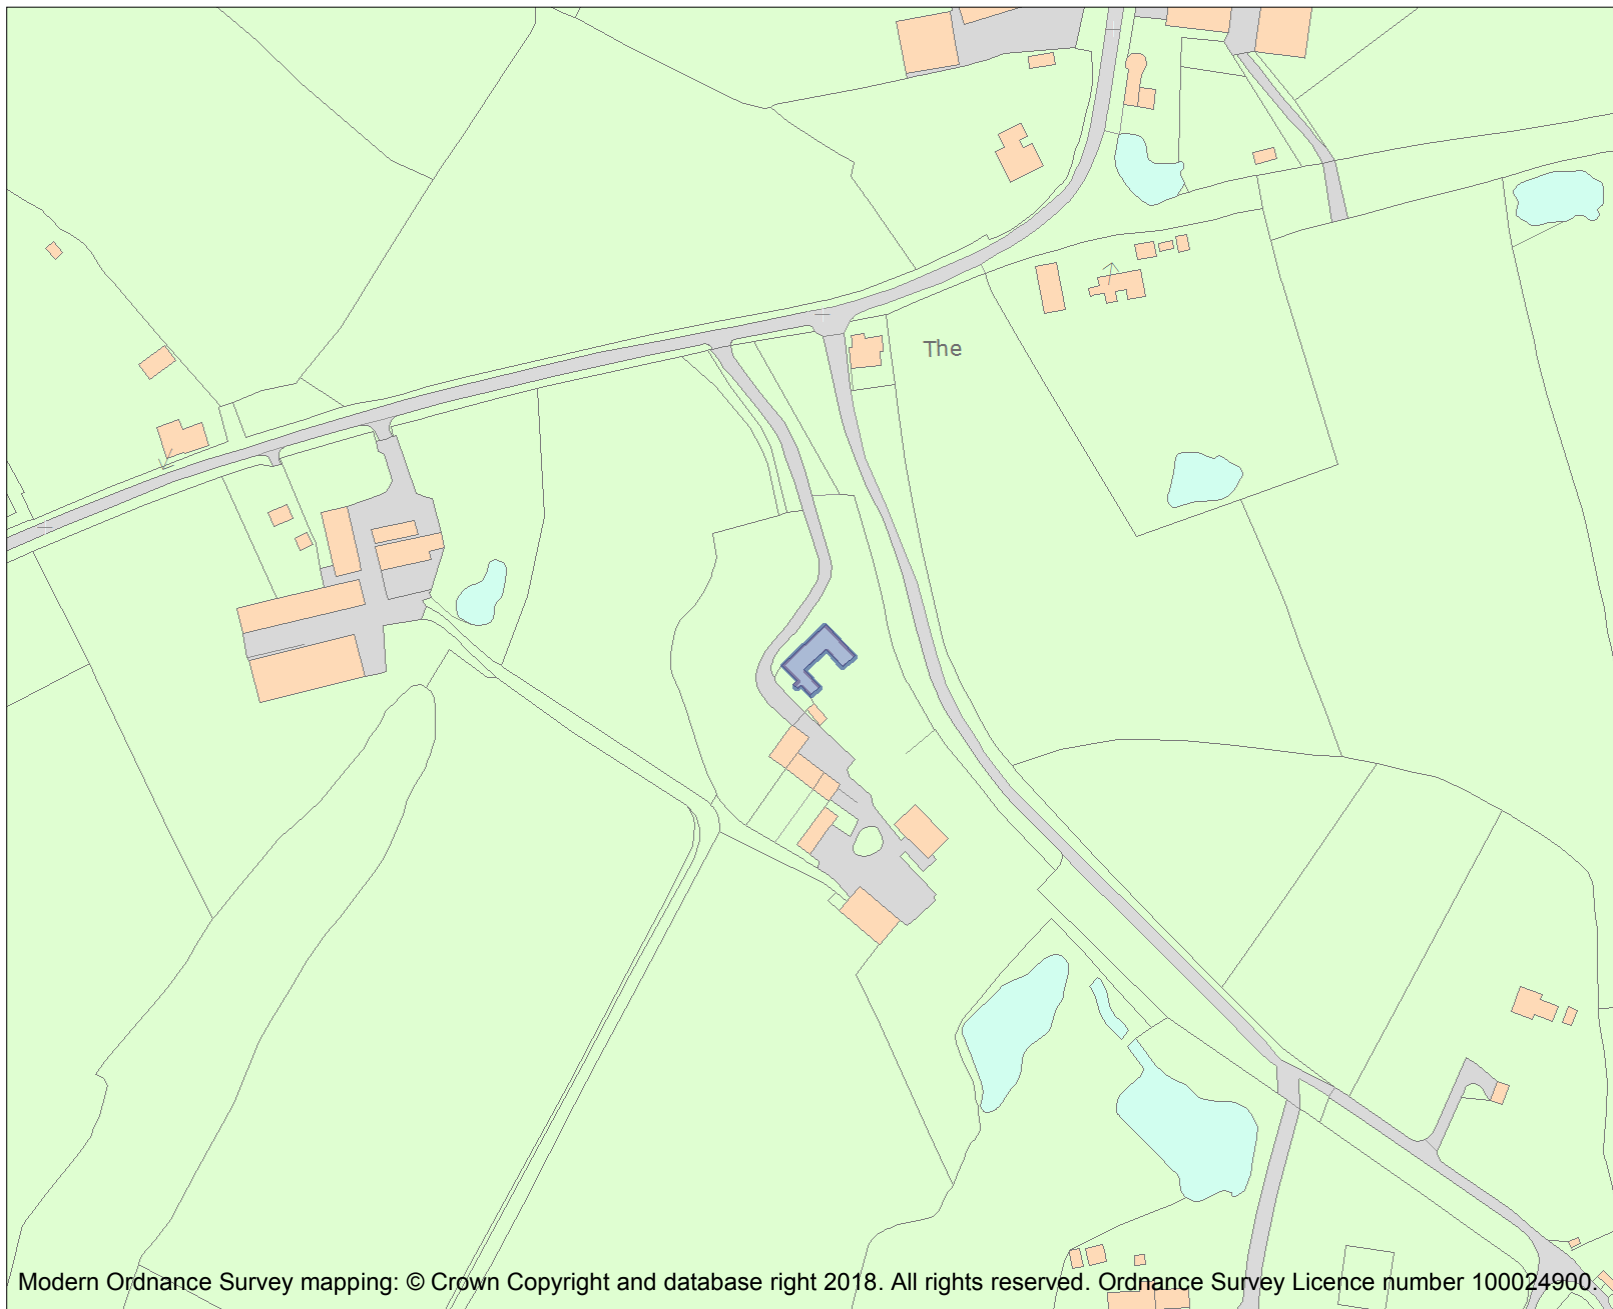 The
Modern Ordnance Survey mapping: © Crown Copyright and database right 2018. All rights reserved. Ordnance Survey Licence number 100024900.